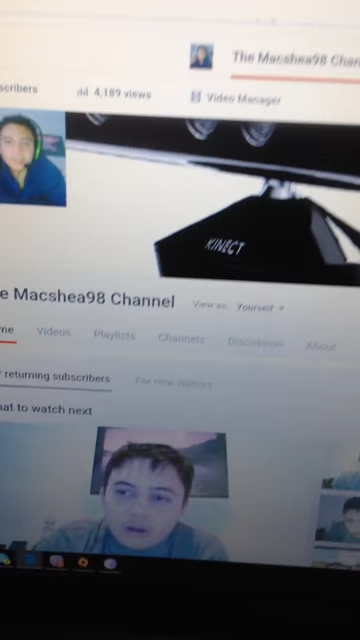 The Macshea98 Chan
scribers 4,189 views Video Manager
KINECT
e Macshea98 Channel View as: Yourself
me Videos Playlists Channels Discussion About
r returning subscribers For new visitors
hat to watch next